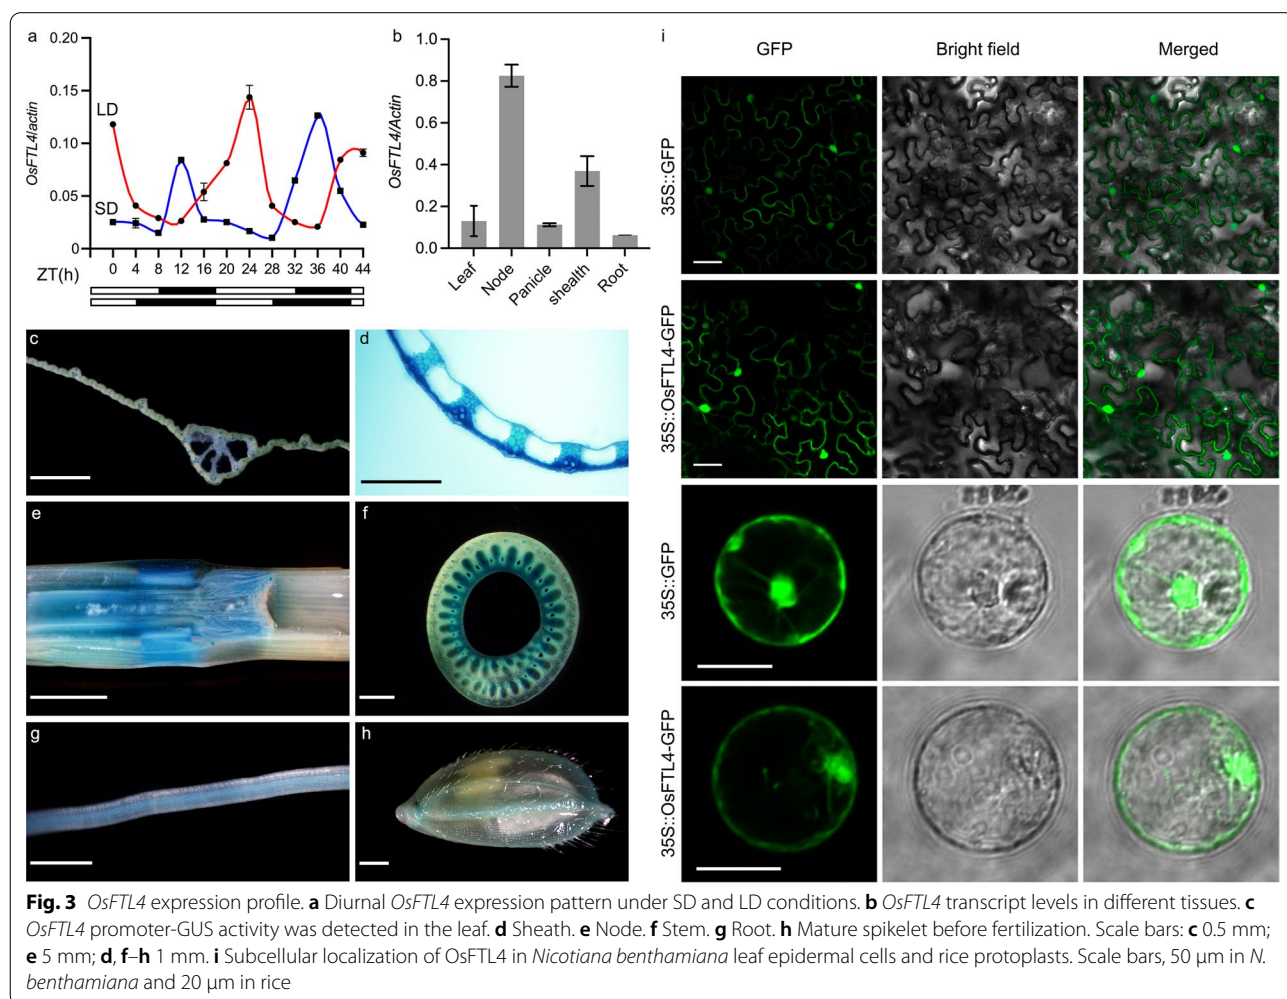 a
0.20
0.15
0.10
0.05
0
OsFTL4/actin
LD
SD
ZT(h)
0 4 8 12 16 20 24 28 32 36 40 44
b
1.0
0.8
0.6
0.4
0.2
0.0
OsFTL4/Actin
Leaf
Node
Panicle
shealth
Root
c
d
e
f
g
h
i
GFP Bright field Merged
35S::GFP
35S::OsFTL4-GFP
35S::GFP
35S::OsFTL4-GFP
Fig. 3 OsFTL4 expression profile. a Diurnal OsFTL4 expression pattern under SD and LD conditions. b OsFTL4 transcript levels in different tissues. c
OsFTL4 promoter-GUS activity was detected in the leaf. d Sheath. e Node. f Stem. g Root. h Mature spikelet before fertilization. Scale bars: c 0.5 mm;
e 5 mm; d, f–h 1 mm. i Subcellular localization of OsFTL4 in Nicotiana benthamiana leaf epidermal cells and rice protoplasts. Scale bars, 50 μm in N.
benthamiana and 20 μm in rice